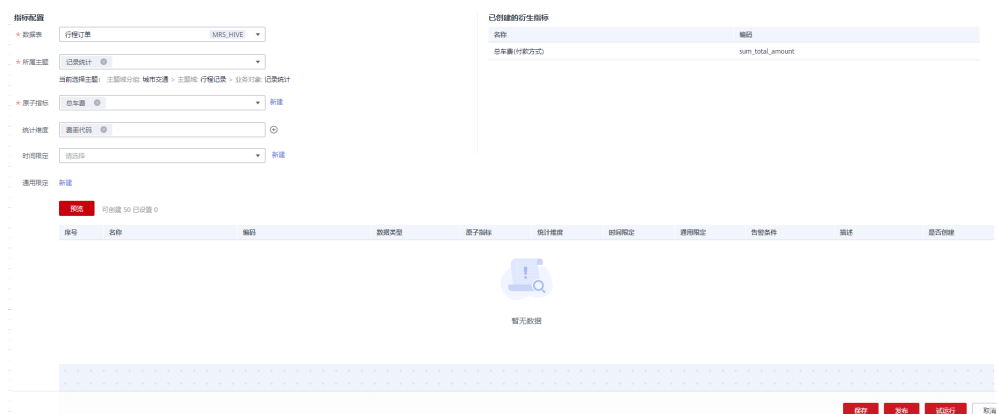 指标配置
已创建的衍生指标
* 数据表 行程订单 MRS_HIVE
名称 编码
总车费(付款方式) sum_total_amount
* 所属主题 记录统计
当前选择主题: 主题域分组: 城市交通 > 主题域: 行程记录 > 业务对象: 记录统计
* 原子指标 总车费 新建
统计维度 费率代码
时间限定 请选择 新建
通用限定 新建
预览 可创建 50 已设置 0
序号 名称 编码 数据类型 原子指标 统计维度 时间限定 通用限定 告警条件 描述 是否创建
暂无数据
保存 发布 试运行 取消